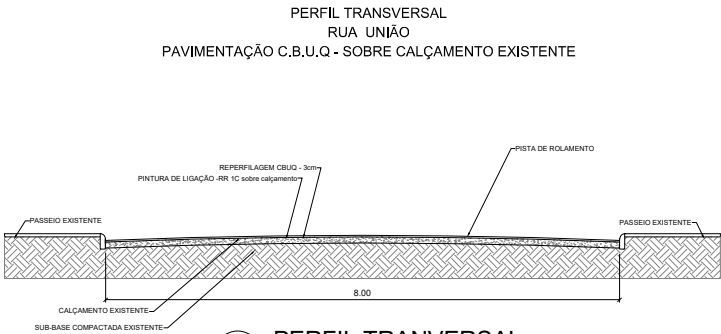 PERFIL TRANSVERSAL
RUA UNIÃO
PAVIMENTAÇÃO C.B.U.Q - SOBRE CALÇAMENTO EXISTENTE
PISTA DE ROLAMENTO
REPERFILAGEM CBUQ - 3cm
PINTURA DE LIGAÇÃO -RR 1C sobre calçamento
PASSEIO EXISTENTE
PASSEIO EXISTENTE
8.00
CALÇAMENTO EXISTENTE
SUB-BASE COMPACTADA EXISTENTE
PERFIL TRANVERSAL